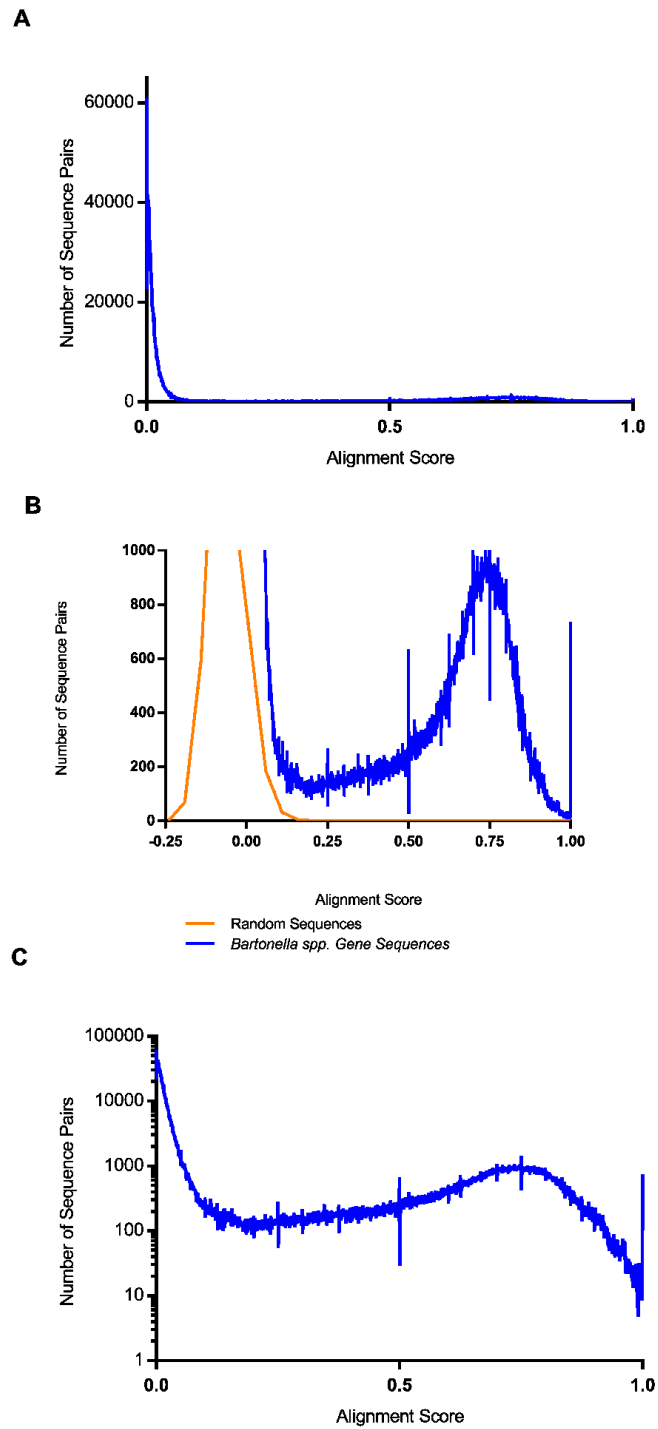 A
60000
40000
20000
0
0.0 0.5 1.0
Number of Sequence Pairs
Alignment Score
B
1000
800
600
400
200
0
-0.25 0.00 0.25 0.50 0.75 1.00
Number of Sequence Pairs
Alignment Score
Random Sequences
Bartonella spp. Gene Sequences
C
100000
10000
1000
100
10
1
0.0 0.5 1.0
Number of Sequence Pairs
Alignment Score